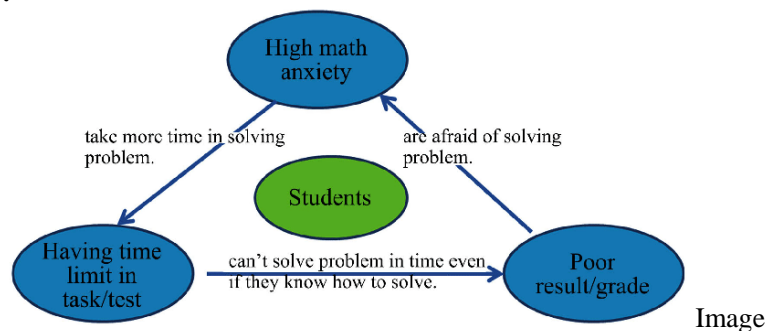 High math
anxiety
take more time in solving
problem.
are afraid of solving
problem.
Students
Having time
limit in
task/test
can't solve problem in time even
if they know how to solve.
Poor
result/grade
Image